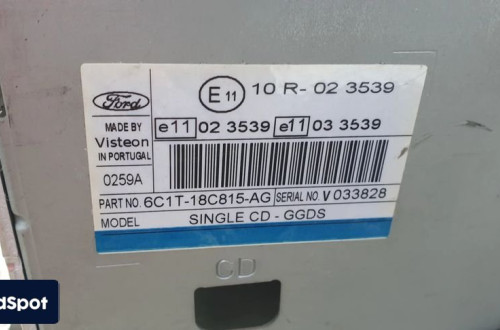 Ford
E 11 10 R- 02 3539
MADE BY
Visteon
IN PORTUGAL
e11 02 3539 e11 03 3539
0259A
PART NO. 6C1T-18C815-AG SERIAL NO. V 033828
MODEL SINGLE CD - GGDS
CD
dSpot